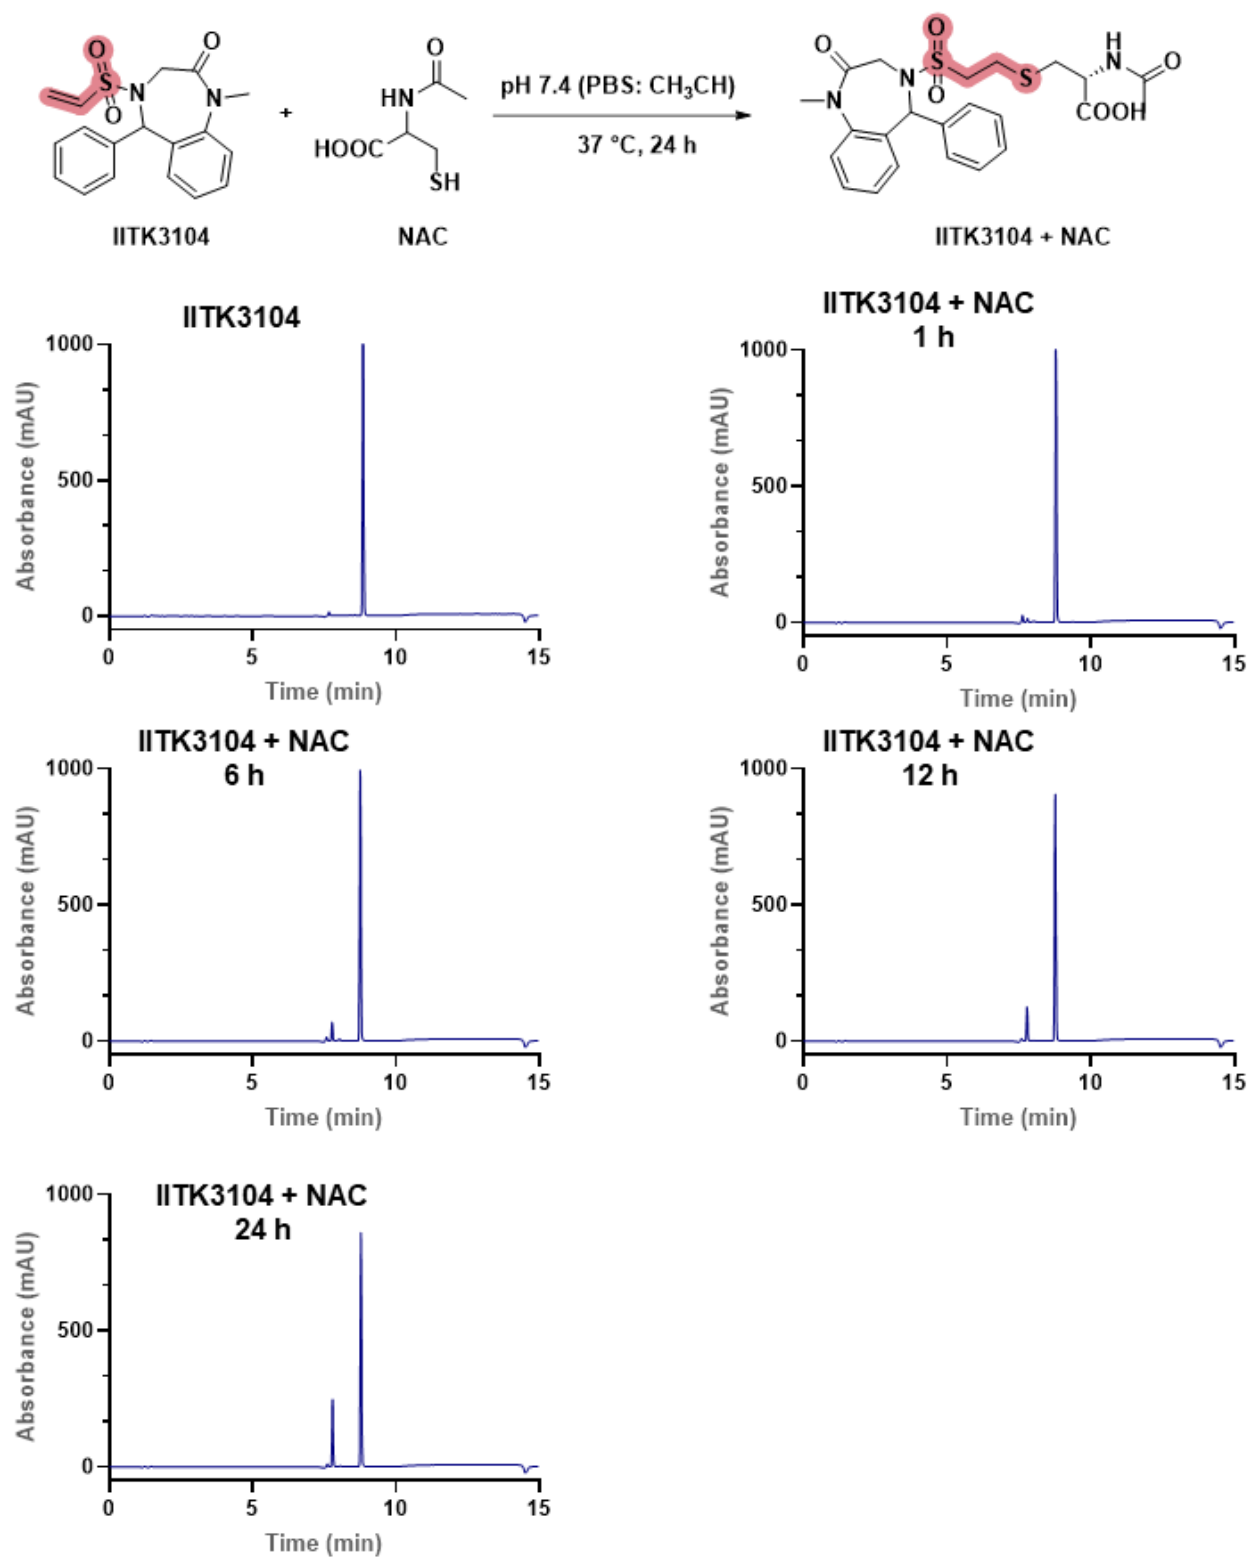 O
S
O
N
O
N
+
O
HN
HOOC
SH
pH 7.4 (PBS: CH₃CH)
37 °C, 24 h
O
N
N
O
S
O
S
H
N
O
COOH
IITK3104
NAC
IITK3104 + NAC
IITK3104
1000
500
0
Absorbance (mAU)
0 5 10 15
Time (min)
IITK3104 + NAC
1 h
1000
500
0
Absorbance (mAU)
0 5 10 15
Time (min)
IITK3104 + NAC
6 h
1000
500
0
Absorbance (mAU)
0 5 10 15
Time (min)
IITK3104 + NAC
12 h
1000
500
0
Absorbance (mAU)
0 5 10 15
Time (min)
IITK3104 + NAC
24 h
1000
500
0
Absorbance (mAU)
0 5 10 15
Time (min)